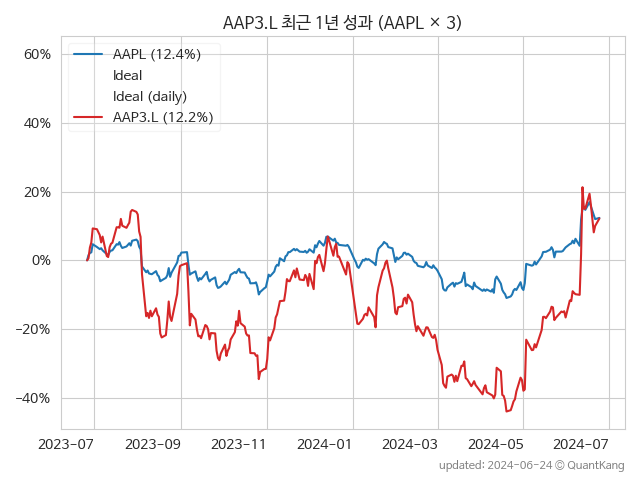 AAP3.L 최근 1년 성과 (AAPL × 3)
AAPL (12.4%)
Ideal
Ideal (daily)
AAP3.L (12.2%)
60%
40%
20%
0%
−20%
−40%
2023-07 2023-09 2023-11 2024-01 2024-03 2024-05 2024-07
updated: 2024-06-24 © QuantKang